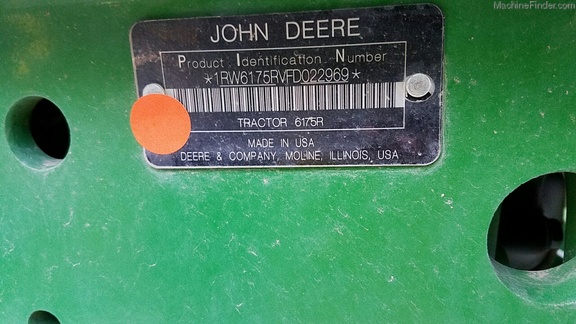 MachineFinder.com
JOHN DEERE
Product Identification Number
*1RW6175RVFD022969*
TRACTOR 6175R
MADE IN USA
DEERE & COMPANY, MOLINE, ILLINOIS, USA